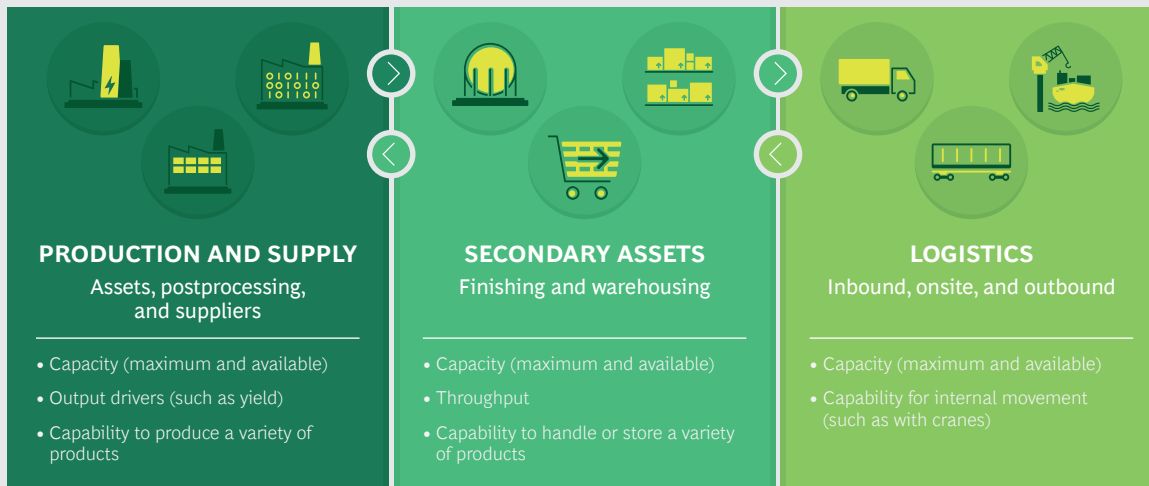 PRODUCTION AND SUPPLY
Assets, postprocessing,
and suppliers
• Capacity (maximum and available)
• Output drivers (such as yield)
• Capability to produce a variety of
products
SECONDARY ASSETS
Finishing and warehousing
• Capacity (maximum and available)
• Throughput
• Capability to handle or store a variety
of products
LOGISTICS
Inbound, onsite, and outbound
• Capacity (maximum and available)
• Capability for internal movement
(such as with cranes)